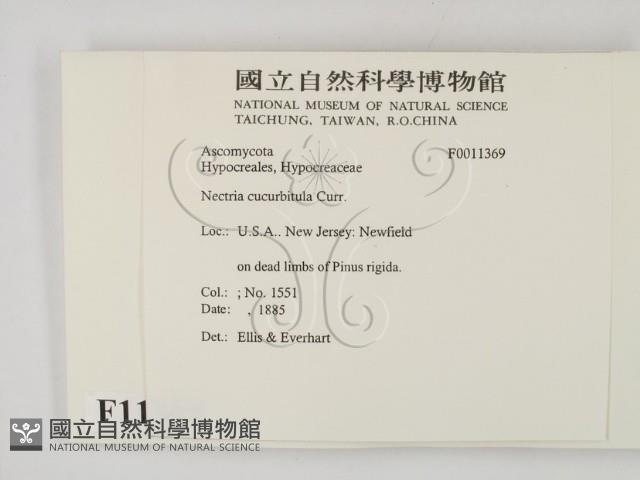 國立自然科學博物館
NATIONAL MUSEUM OF NATURAL SCIENCE
TAICHUNG, TAIWAN, R.O.CHINA
Ascomycota F0011369
Hypocreales, Hypocreaceae
Nectria cucurbitula Curr.
Loc.: U.S.A.. New Jersey: Newfield
on dead limbs of Pinus rigida.
Col.: ; No. 1551
Date: , 1885
Det.: Ellis & Everhart
F11
國立自然科學博物館
NATIONAL MUSEUM OF NATURAL SCIENCE